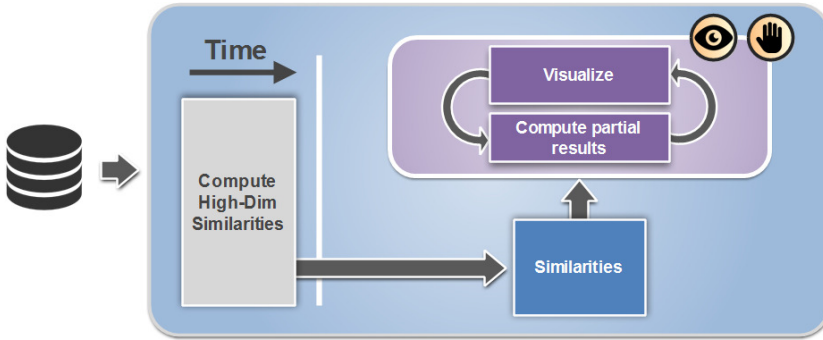 Time
Visualize
Compute partial
results
Compute
High-Dim
Similarities
Similarities